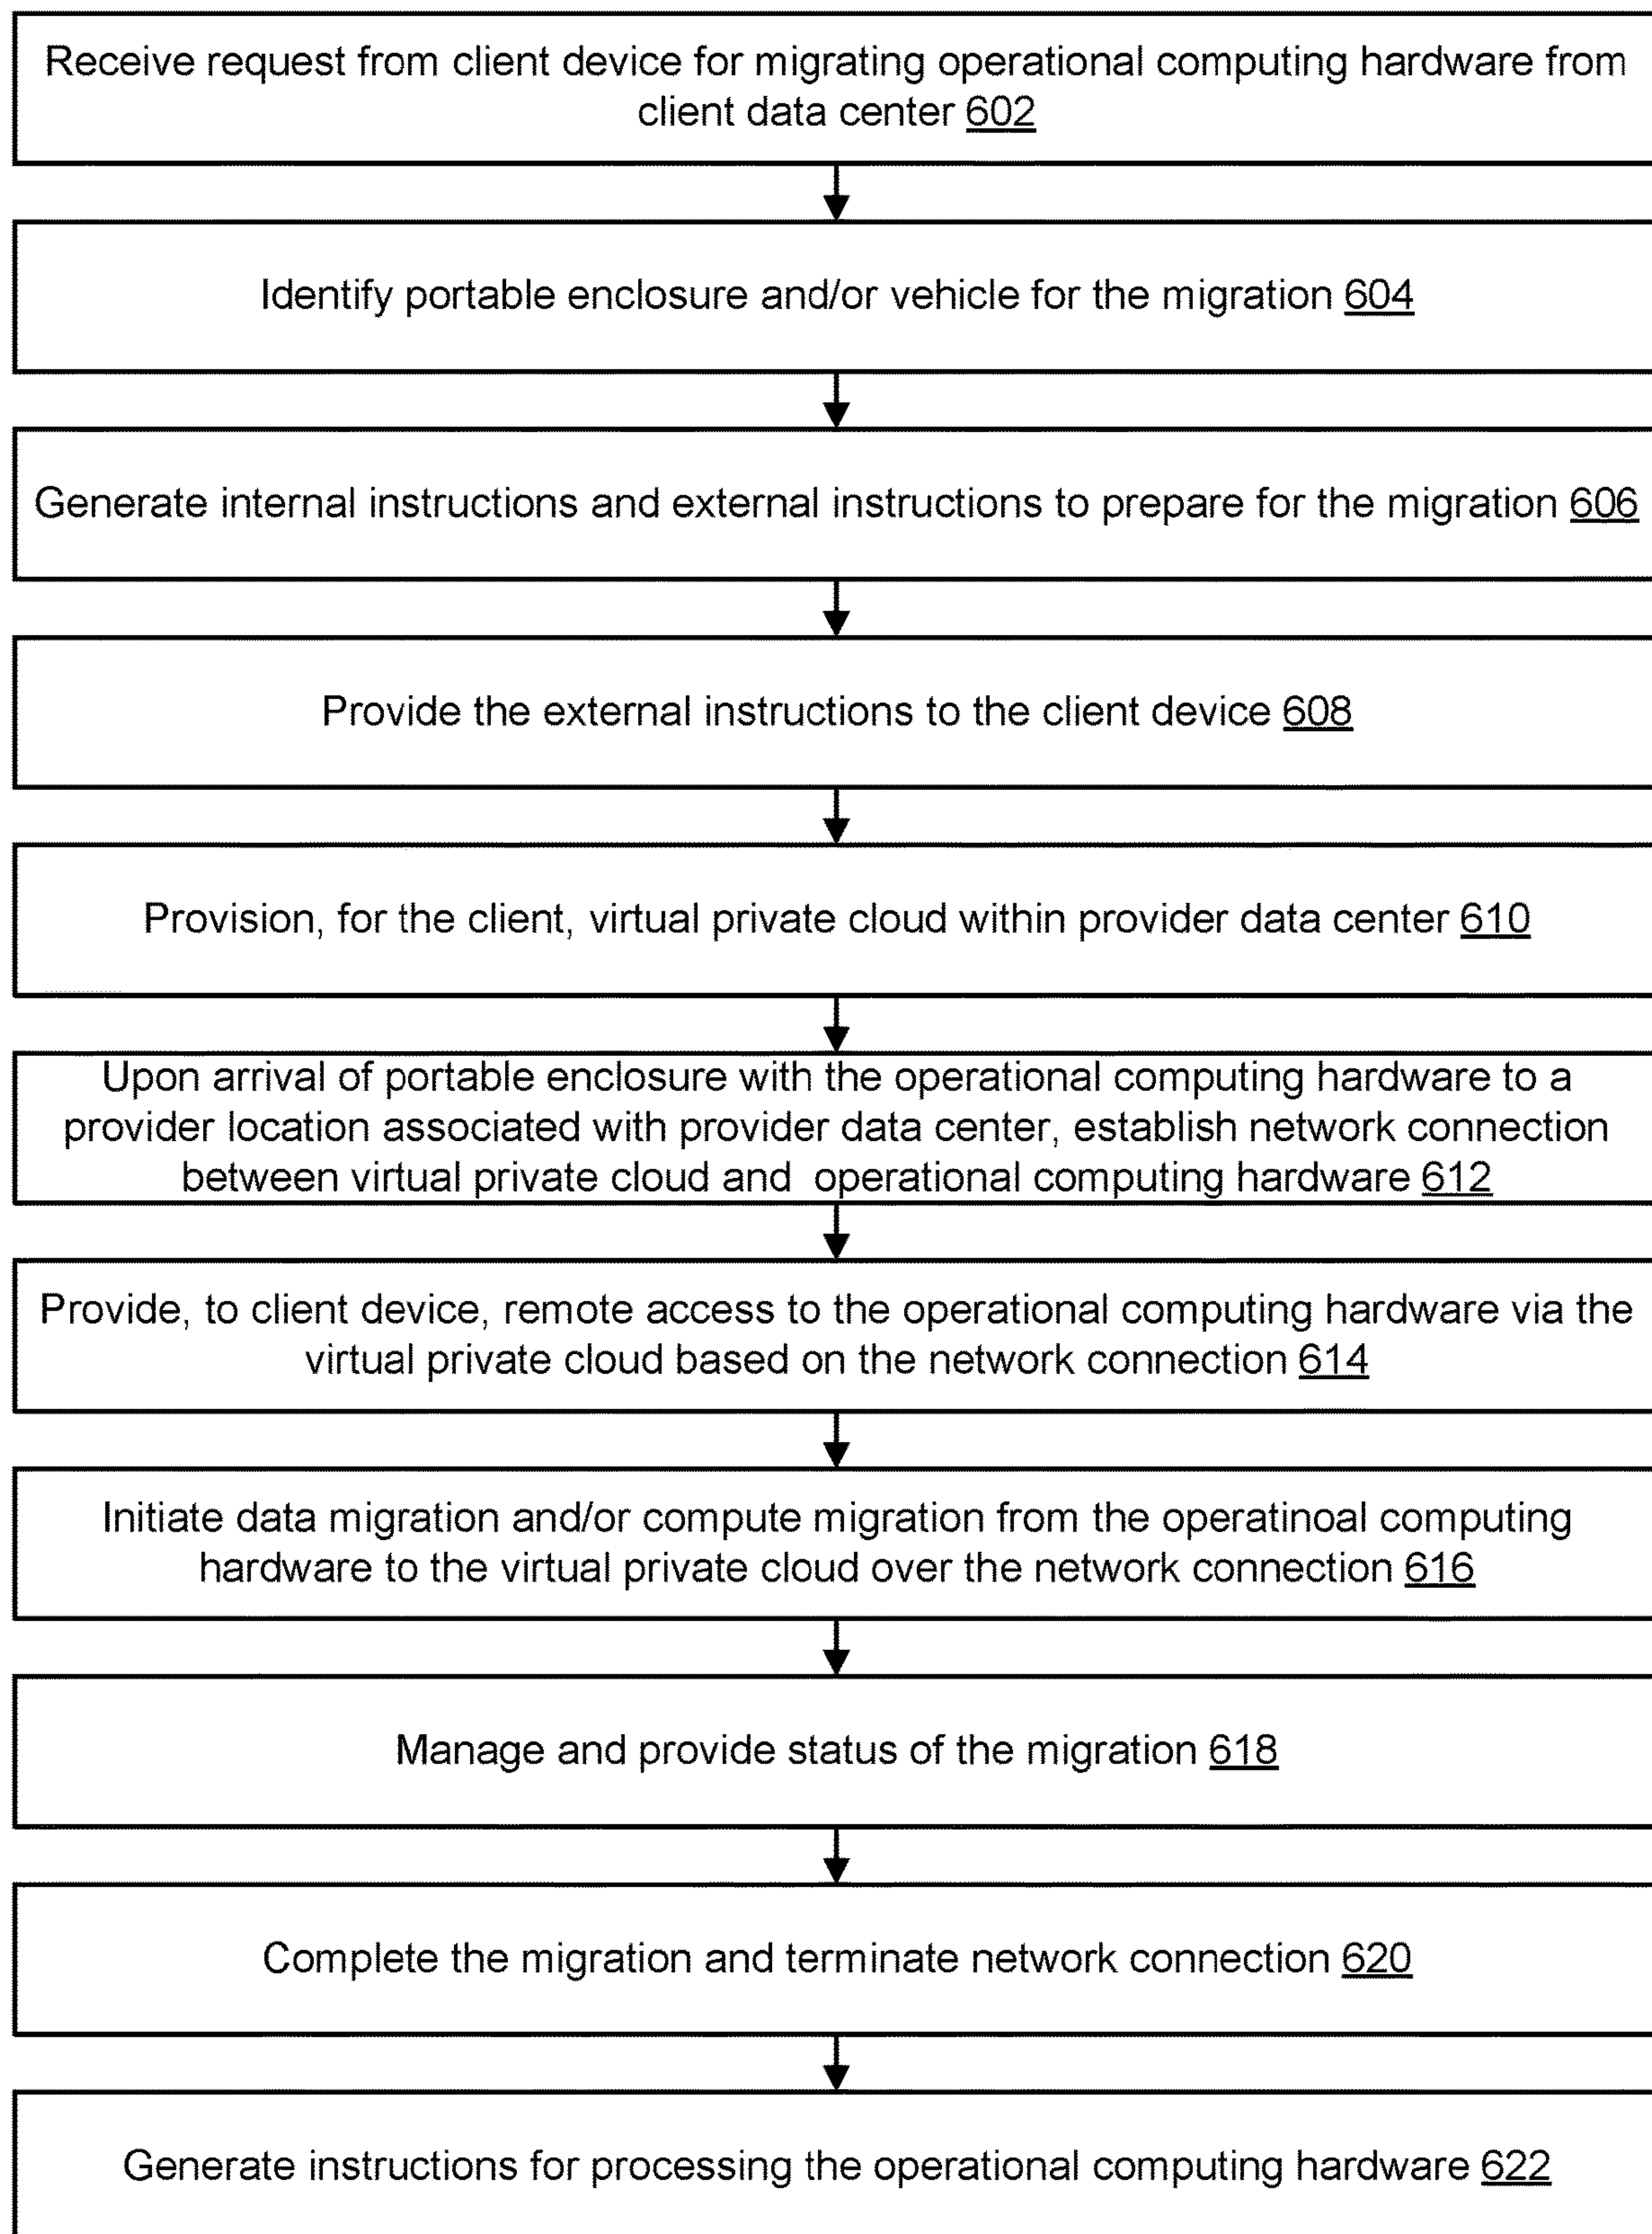 Receive request from client device for migrating operational computing hardware from
client data center 602
Identify portable enclosure and/or vehicle for the migration 604
Generate internal instructions and external instructions to prepare for the migration 606
Provide the external instructions to the client device 608
Provision, for the client, virtual private cloud within provider data center 610
Upon arrival of portable enclosure with the operational computing hardware to a
provider location associated with provider data center, establish network connection
between virtual private cloud and  operational computing hardware 612
Provide, to client device, remote access to the operational computing hardware via the
virtual private cloud based on the network connection 614
Initiate data migration and/or compute migration from the operatinoal computing
hardware to the virtual private cloud over the network connection 616
Manage and provide status of the migration 618
Complete the migration and terminate network connection 620
Generate instructions for processing the operational computing hardware 622